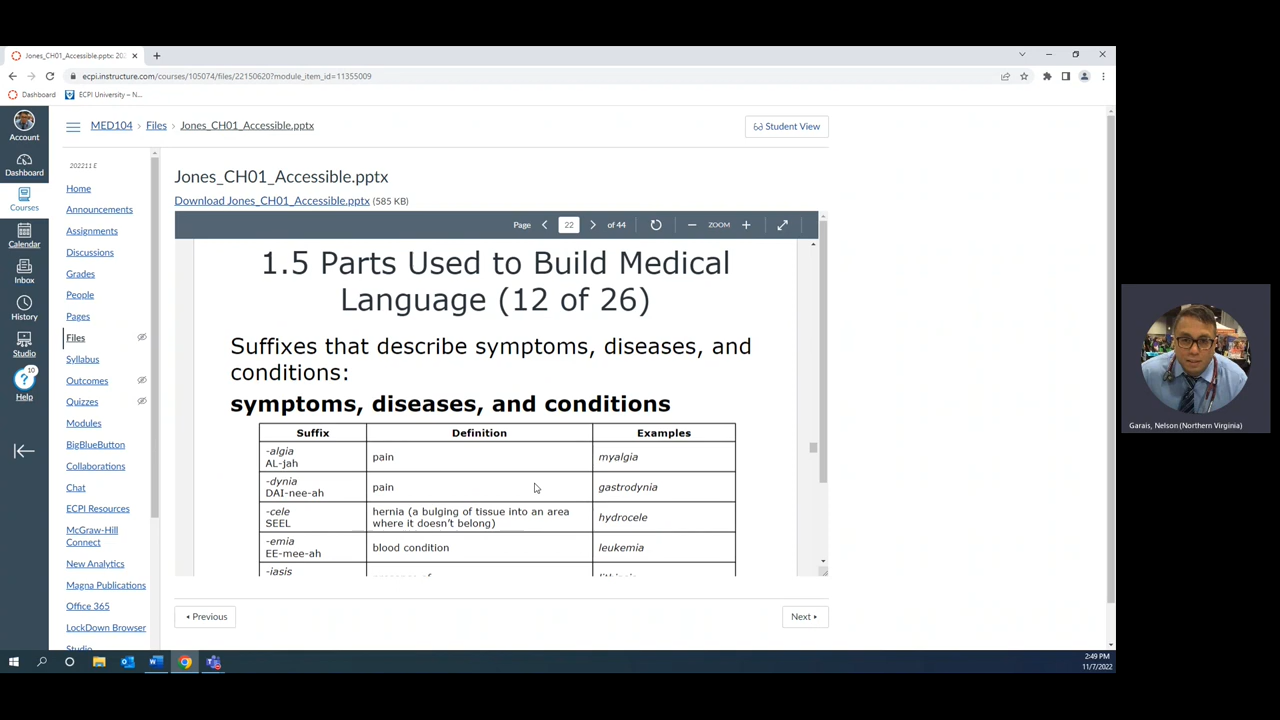 Jones_CH01_Accessible.pptx: 202
ecpi.instructure.com/courses/105074/files/22150620?module_item_id=11355009
Dashboard
ECPI University – N...
Account
Dashboard
Courses
Calendar
Inbox
History
Studio
10
Help
MED104 › Files › Jones_CH01_Accessible.pptx
Student View
202211 E
Home
Announcements
Assignments
Discussions
Grades
People
Pages
Files
Syllabus
Outcomes
Quizzes
Modules
BigBlueButton
Collaborations
Chat
ECPI Resources
McGraw-Hill
Connect
New Analytics
Magna Publications
Office 365
LockDown Browser
Studio
Jones_CH01_Accessible.pptx
Download Jones_CH01_Accessible.pptx (585 KB)
Page 22 of 44 ZOOM
1.5 Parts Used to Build Medical
Language (12 of 26)
Suffixes that describe symptoms, diseases, and
conditions:
symptoms, diseases, and conditions
Suffix Definition Examples
-algia
AL-jah
pain
myalgia
-dynia
DAI-nee-ah
pain
gastrodynia
-cele
SEEL
hernia (a bulging of tissue into an area
where it doesn't belong)
hydrocele
-emia
EE-mee-ah
blood condition
leukemia
-iasis
Previous
Next
2:49 PM
11/7/2022
Garais, Nelson (Northern Virginia)